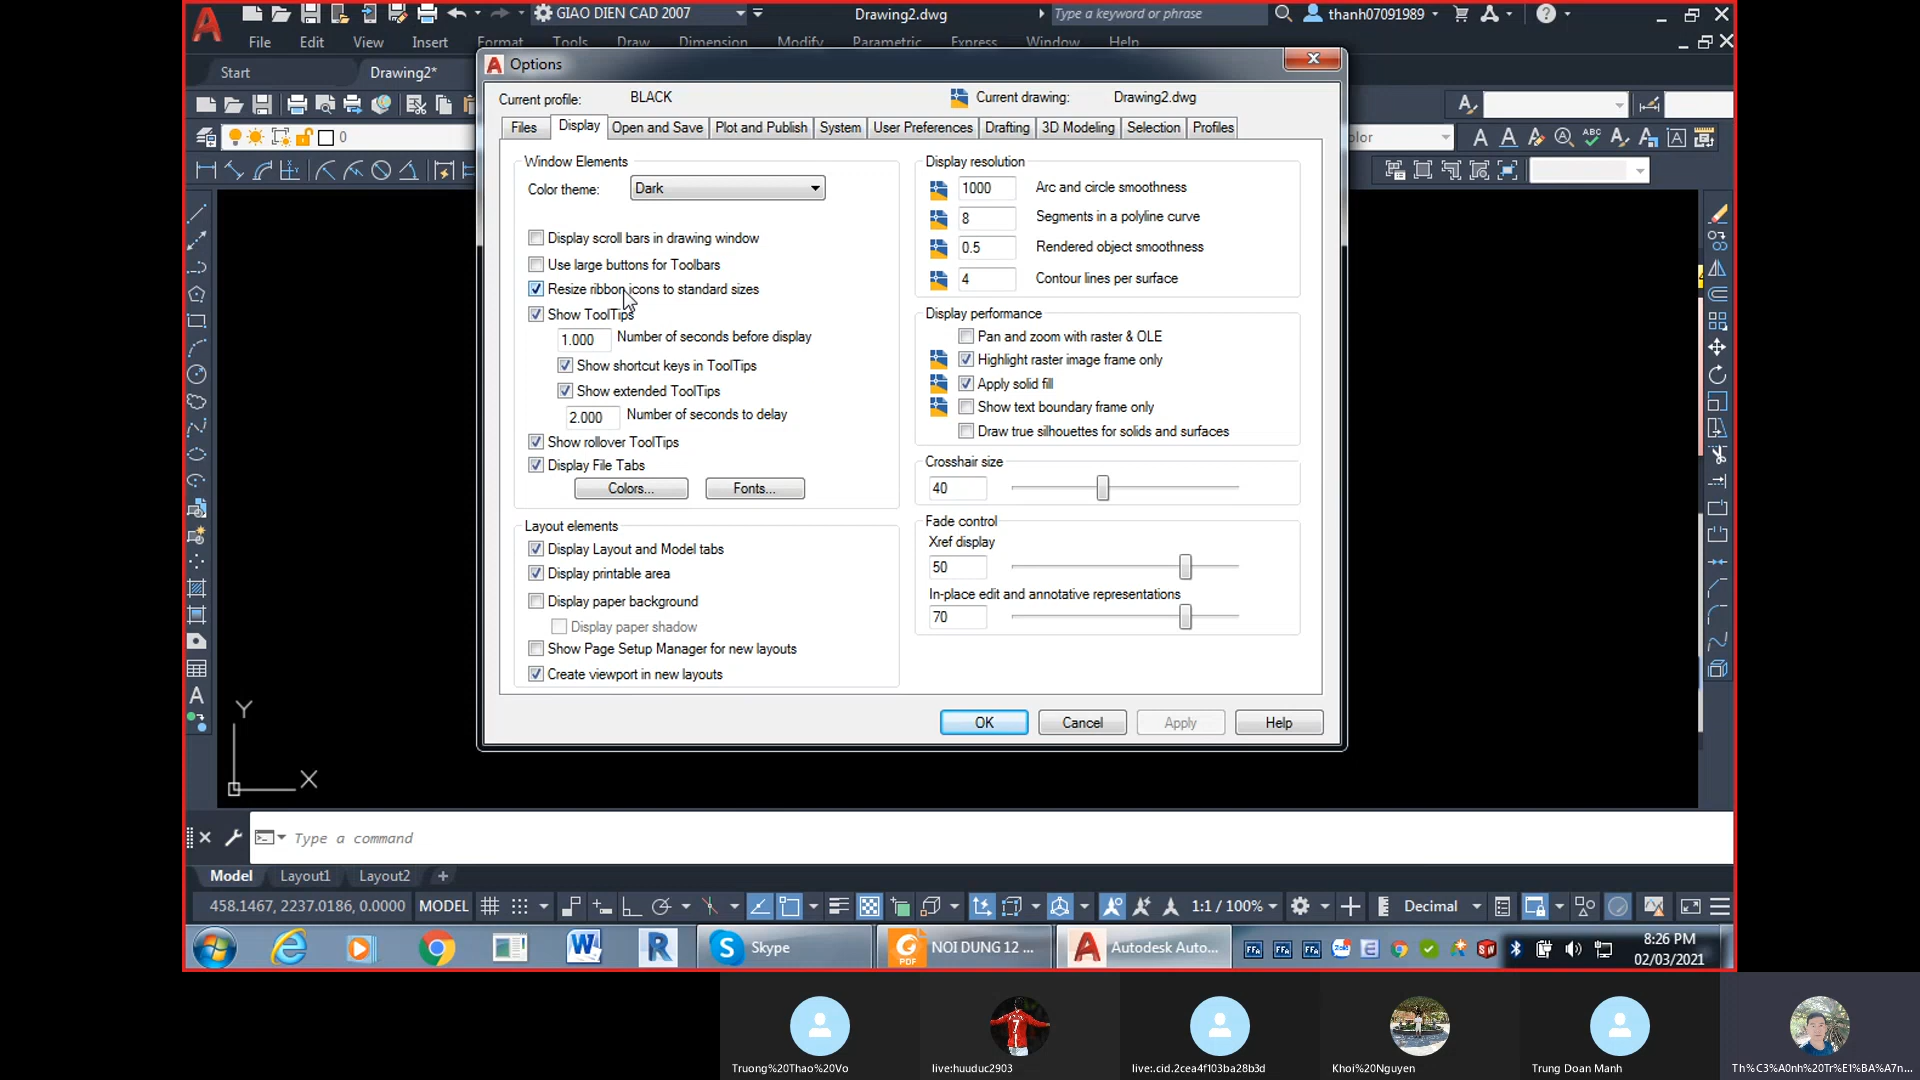 GIAO DIEN CAD 2007
Drawing2.dwg
Type a keyword or phrase
thanh07091989
File Edit View Insert Format Tools Draw Dimension Modify Parametric Express Window Help
Start
Drawing2*
Options
Current profile: BLACK
Current drawing: Drawing2.dwg
Files Display Open and Save Plot and Publish System User Preferences Drafting 3D Modeling Selection Profiles
0
olor
Window Elements
Color theme: Dark
Display scroll bars in drawing window
Use large buttons for Toolbars
Resize ribbon icons to standard sizes
Show ToolTips
1.000 Number of seconds before display
Show shortcut keys in ToolTips
Show extended ToolTips
2.000 Number of seconds to delay
Show rollover ToolTips
Display File Tabs
Colors... Fonts...
Layout elements
Display Layout and Model tabs
Display printable area
Display paper background
Display paper shadow
Show Page Setup Manager for new layouts
Create viewport in new layouts
Display resolution
1000 Arc and circle smoothness
8 Segments in a polyline curve
0.5 Rendered object smoothness
4 Contour lines per surface
Display performance
Pan and zoom with raster & OLE
Highlight raster image frame only
Apply solid fill
Show text boundary frame only
Draw true silhouettes for solids and surfaces
Crosshair size
40
Fade control
Xref display
50
In-place edit and annotative representations
70
OK Cancel Apply Help
Y
X
Type a command
Model Layout1 Layout2 +
458.1467, 2237.0186, 0.0000 MODEL 1:1 / 100% Decimal
Skype
NOI DUNG 12 ...
Autodesk Auto...
8:26 PM
02/03/2021
Truong%20Thao%20Vo
live:huuduc2903
live:.cid.2cea4f103ba28b3d
Khoi%20Nguyen
Trung Doan Manh
Th%C3%A0nh%20Tr%E1%BA%A7n...